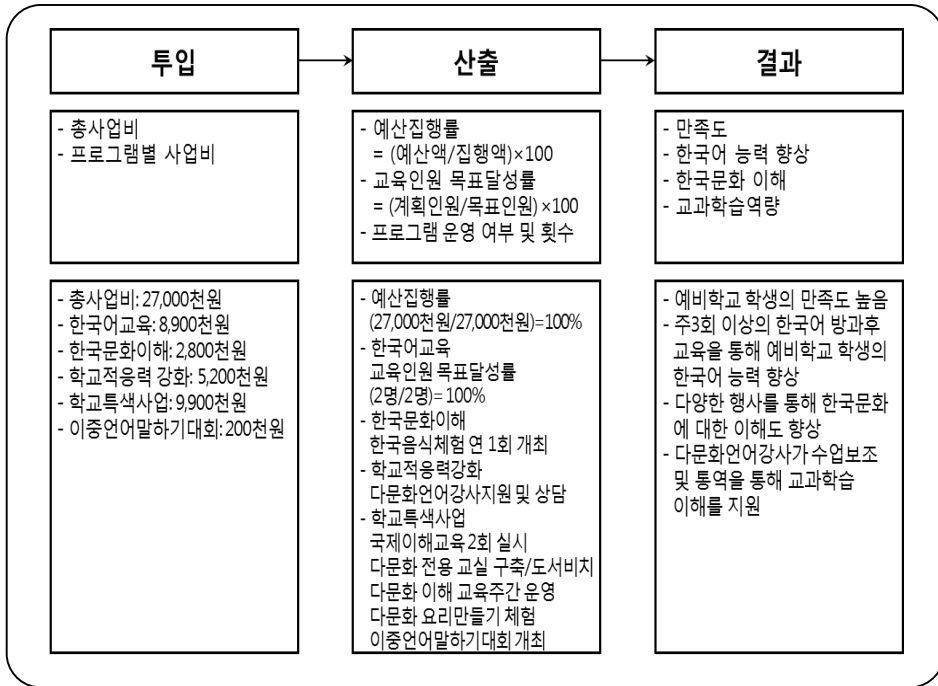 투입
산출
결과
- 총사업비
- 프로그램별 사업비
- 예산집행률
= (예산액/집행액)×100
- 교육인원 목표달성률
= (계획인원/목표인원) ×100
- 프로그램 운영 여부 및 횟수
- 만족도
- 한국어 능력 향상
- 한국문화 이해
- 교과학습역량
- 총사업비: 27,000천원
- 한국어교육: 8,900천원
- 한국문화이해: 2,800천원
- 학교적응력 강화: 5,200천원
- 학교특색사업: 9,900천원
- 이중언어말하기대회: 200천원
- 예산집행률
(27,000천원/27,000천원)=100%
- 한국어교육
교육인원 목표달성률
(2명/2명)= 100%
- 한국문화이해
한국음식체험 연 1회 개최
- 학교적응력강화
다문화언어강사지원 및 상담
- 학교특색사업
국제이해교육 2회 실시
다문화 전용 교실 구축/도서비치
다문화 이해 교육주간 운영
다문화 요리만들기 체험
이중언어말하기대회 개최
- 예비학교 학생의 만족도 높음
- 주3회 이상의 한국어 방과후
교육을 통해 예비학교 학생의
한국어 능력 향상
- 다양한 행사를 통해 한국문화
에 대한 이해도 향상
- 다문화언어강사가 수업보조
및 통역을 통해 교과학습
이해를 지원